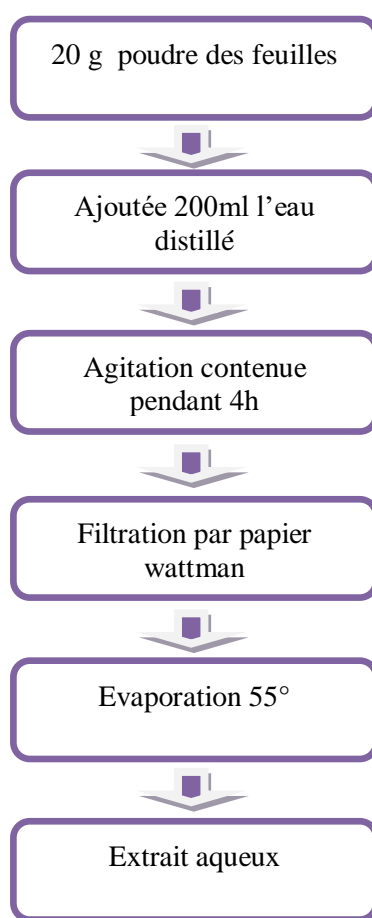 20 g poudre des feuilles
Ajoutée 200ml l’eau
distillé
Agitation contenue
pendant 4h
Filtration par papier
wattman
Evaporation 55°
Extrait aqueux